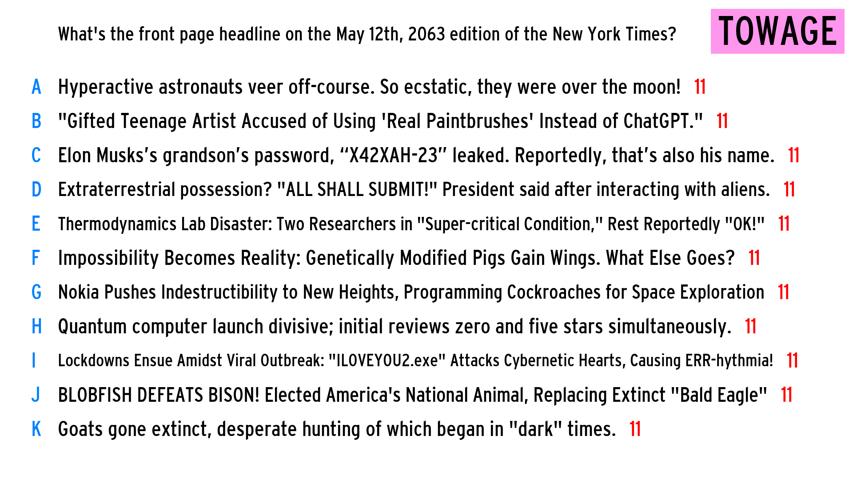 What's the front page headline on the May 12th, 2063 edition of the New York Times? TOWAGE
A Hyperactive astronauts veer off-course. So ecstatic, they were over the moon! 11
B "Gifted Teenage Artist Accused of Using 'Real Paintbrushes' Instead of ChatGPT." 11
C Elon Musks’s grandson’s password, “X42XAH-23” leaked. Reportedly, that’s also his name. 11
D Extraterrestrial possession? "ALL SHALL SUBMIT!" President said after interacting with aliens. 11
E Thermodynamics Lab Disaster: Two Researchers in "Super-critical Condition," Rest Reportedly "OK!" 11
F Impossibility Becomes Reality: Genetically Modified Pigs Gain Wings. What Else Goes? 11
G Nokia Pushes Indestructibility to New Heights, Programming Cockroaches for Space Exploration 11
H Quantum computer launch divisive; initial reviews zero and five stars simultaneously. 11
I Lockdowns Ensue Amidst Viral Outbreak: "ILOVEYOU2.exe" Attacks Cybernetic Hearts, Causing ERR-hythmia! 11
J BLOBFISH DEFEATS BISON! Elected America's National Animal, Replacing Extinct "Bald Eagle" 11
K Goats gone extinct, desperate hunting of which began in "dark" times. 11